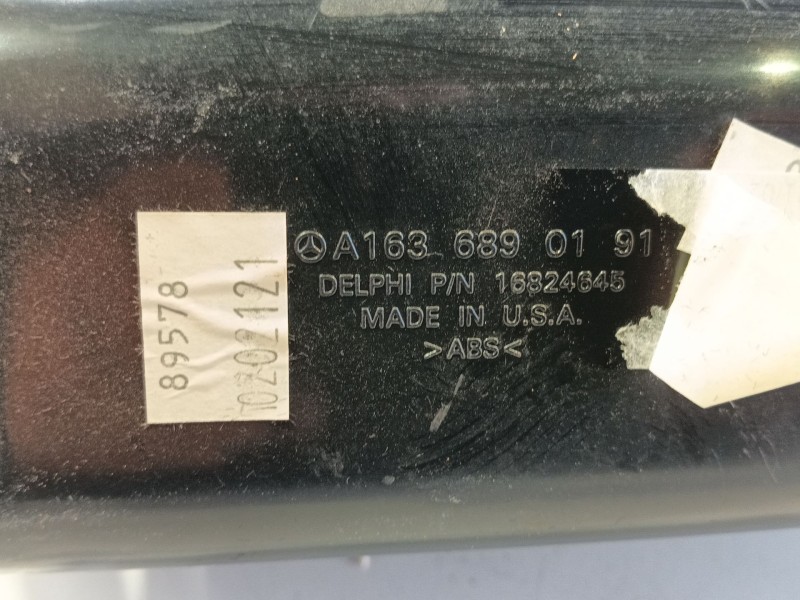 A163 689 01 91
DELPHI P/N 16824645
MADE IN U.S.A.
>ABS<
89578
10202121